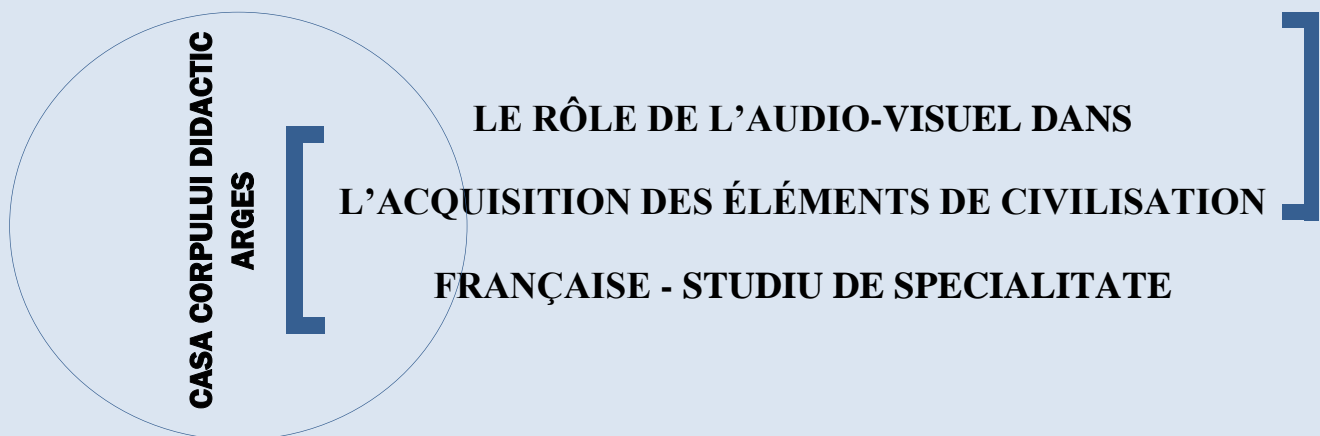 CASA CORPULUI DIDACTIC
ARGES
LE RÔLE DE L’AUDIO-VISUEL DANS
L’ACQUISITION DES ÉLÉMENTS DE CIVILISATION
FRANÇAISE - STUDIU DE SPECIALITATE